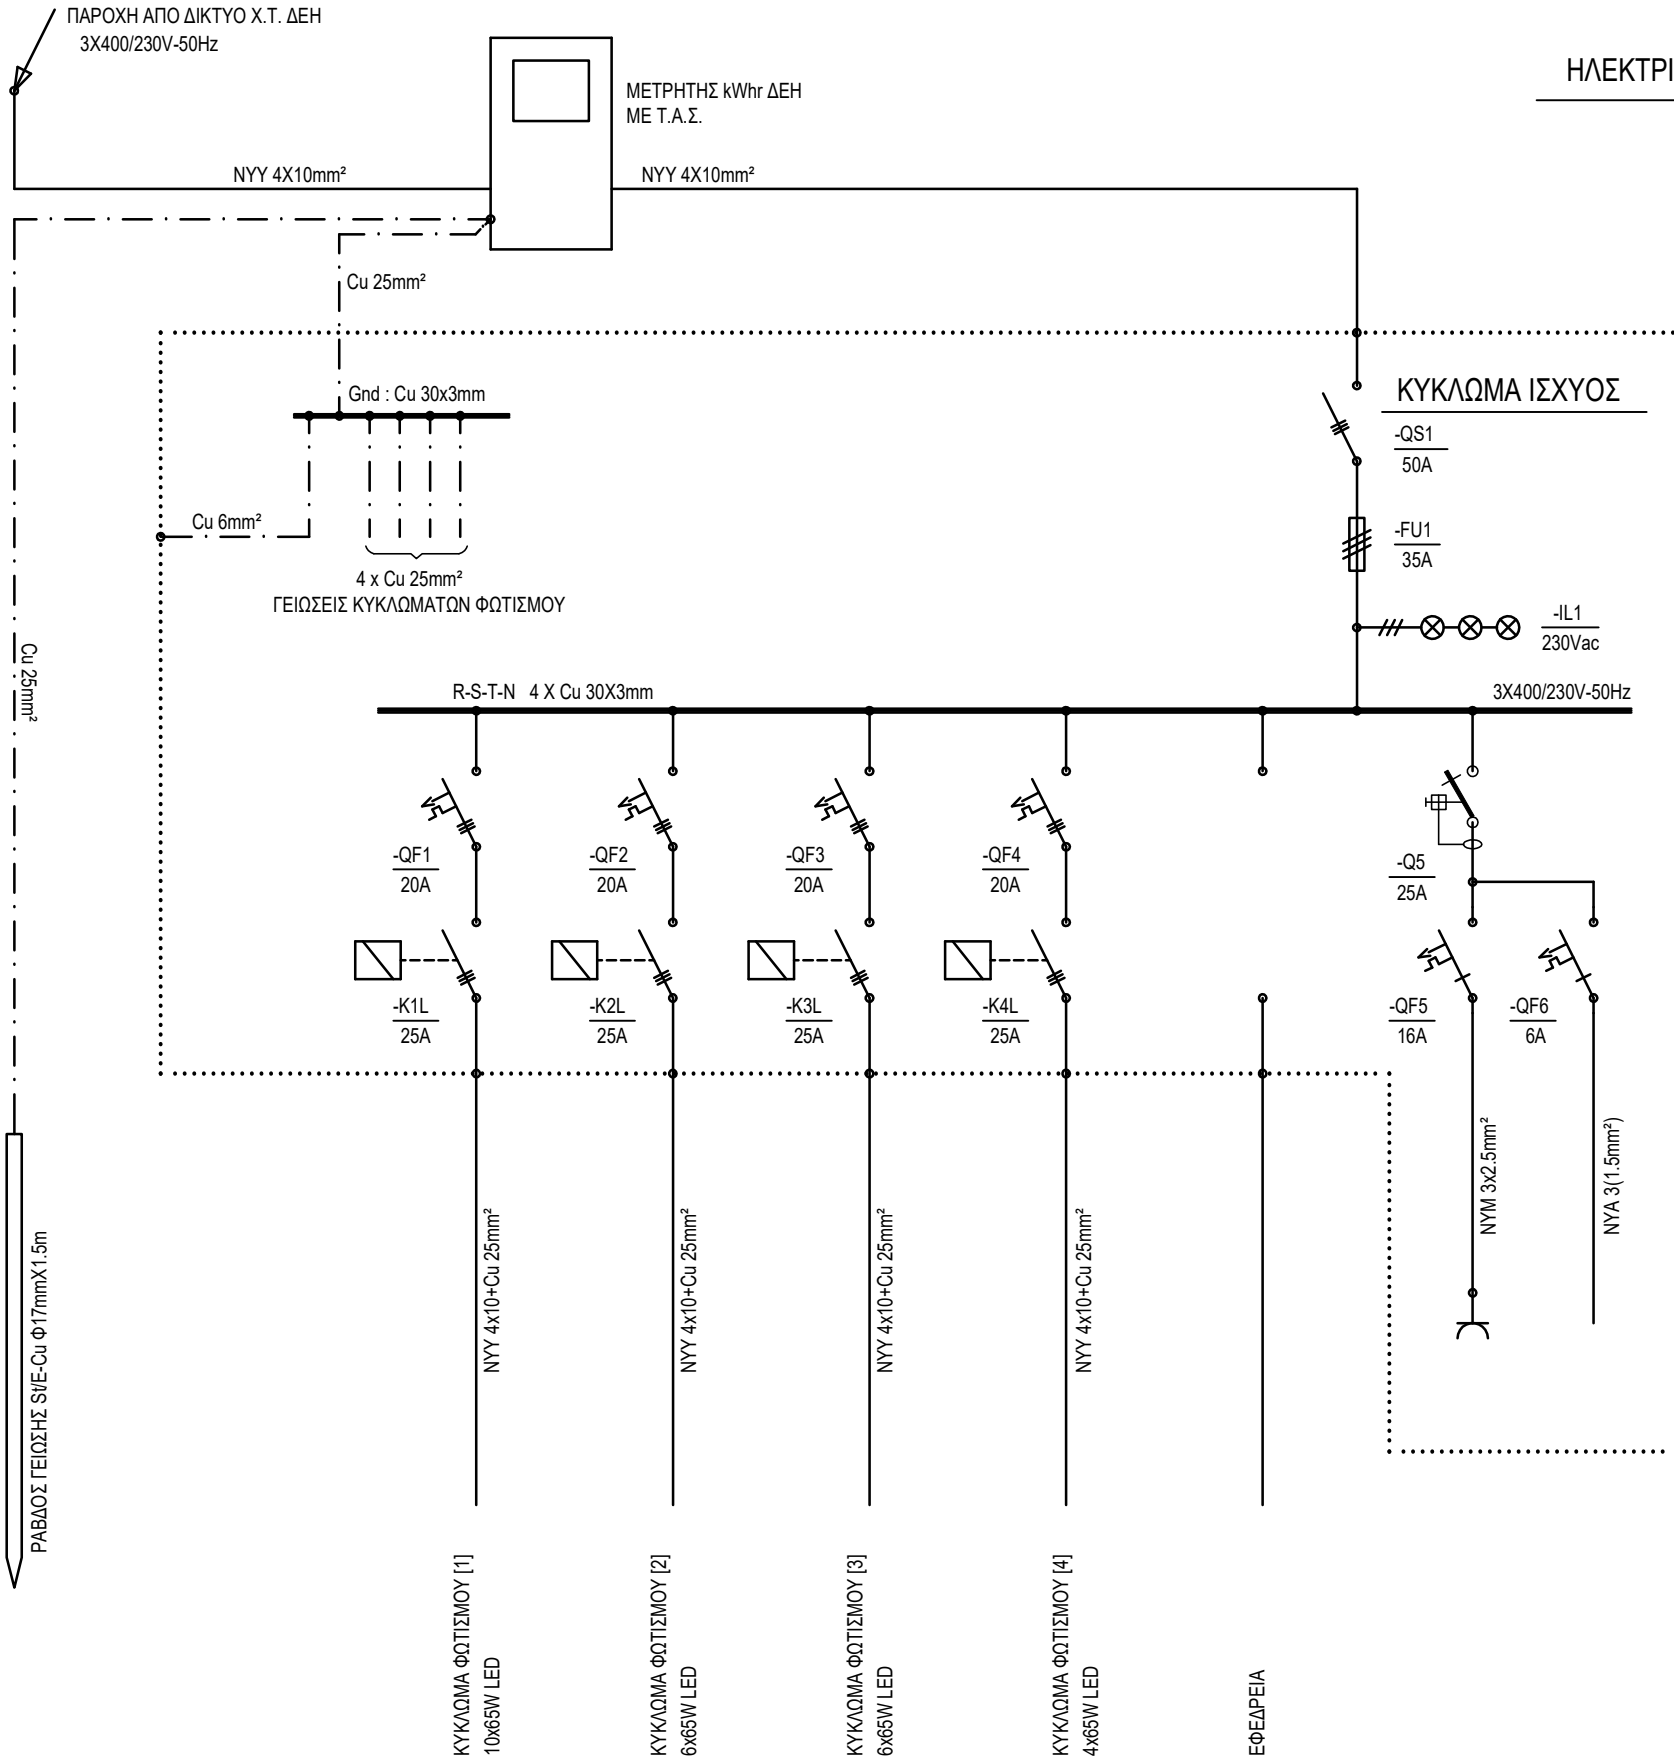 ΠΑΡΟΧΗ ΑΠΟ ΔΙΚΤΥΟ Χ.Τ. ΔΕΗ
3X400/230V-50Hz
ΗΛΕΚΤΡΙ
ΜΕΤΡΗΤΗΣ kWhr ΔΕΗ
ΜΕ Τ.Α.Σ.
NYY 4X10mm²
NYY 4X10mm²
Cu 25mm²
Gnd : Cu 30x3mm
ΚΥΚΛΩΜΑ ΙΣΧΥΟΣ
-QS1
50A
Cu 6mm²
-FU1
35A
4 x Cu 25mm²
ΓΕΙΩΣΕΙΣ ΚΥΚΛΩΜΑΤΩΝ ΦΩΤΙΣΜΟΥ
-IL1
230Vac
Cu 25mm²
R-S-T-N 4 X Cu 30X3mm
3X400/230V-50Hz
-QF1
20A
-QF2
20A
-QF3
20A
-QF4
20A
-Q5
25A
-K1L
25A
-K2L
25A
-K3L
25A
-K4L
25A
-QF5
16A
-QF6
6A
NYM 3x2.5mm²
NYA 3(1.5mm²)
NYY 4x10+Cu 25mm²
NYY 4x10+Cu 25mm²
NYY 4x10+Cu 25mm²
NYY 4x10+Cu 25mm²
ΡΑΒΔΟΣ ΓΕΙΩΣΗΣ St/E-Cu Φ17mmX1.5m
ΚΥΚΛΩΜΑ ΦΩΤΙΣΜΟΥ [1]
10x65W LED
ΚΥΚΛΩΜΑ ΦΩΤΙΣΜΟΥ [2]
6x65W LED
ΚΥΚΛΩΜΑ ΦΩΤΙΣΜΟΥ [3]
6x65W LED
ΚΥΚΛΩΜΑ ΦΩΤΙΣΜΟΥ [4]
4x65W LED
ΕΦΕΔΡΕΙΑ